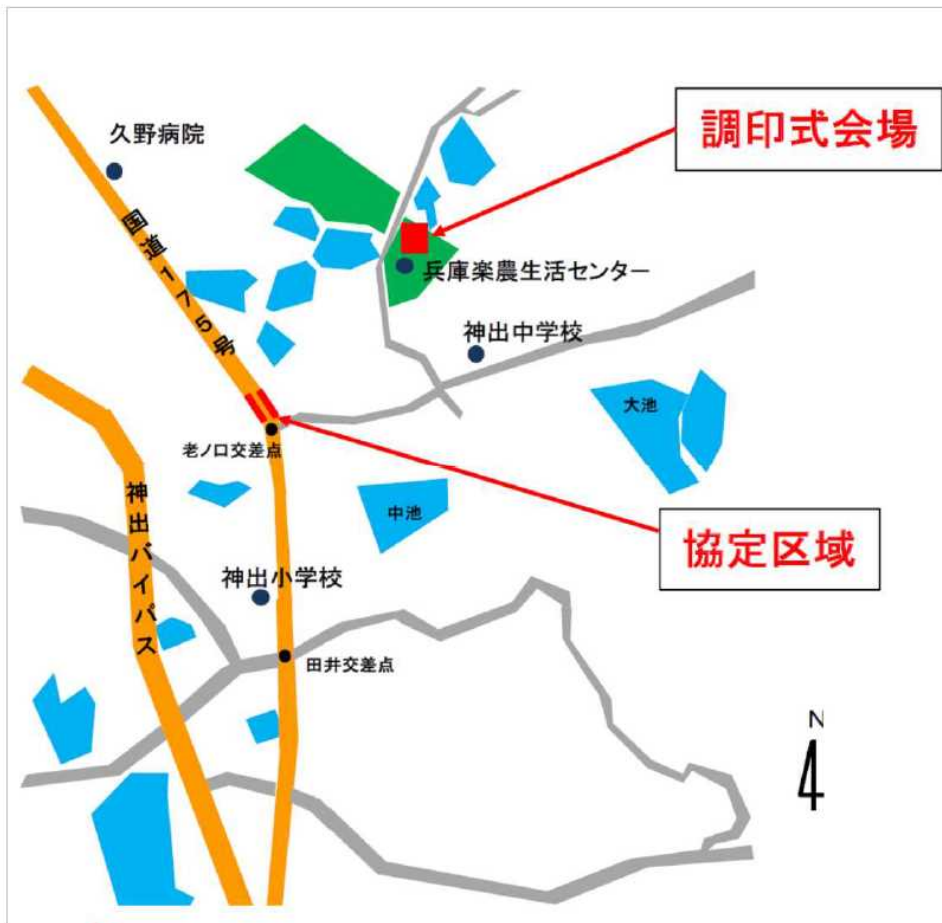 久野病院
調印式会場
国道175号
兵庫楽農生活センター
神出中学校
大池
老ノ口交差点
神出バイパス
中池
協定区域
神出小学校
田井交差点
N